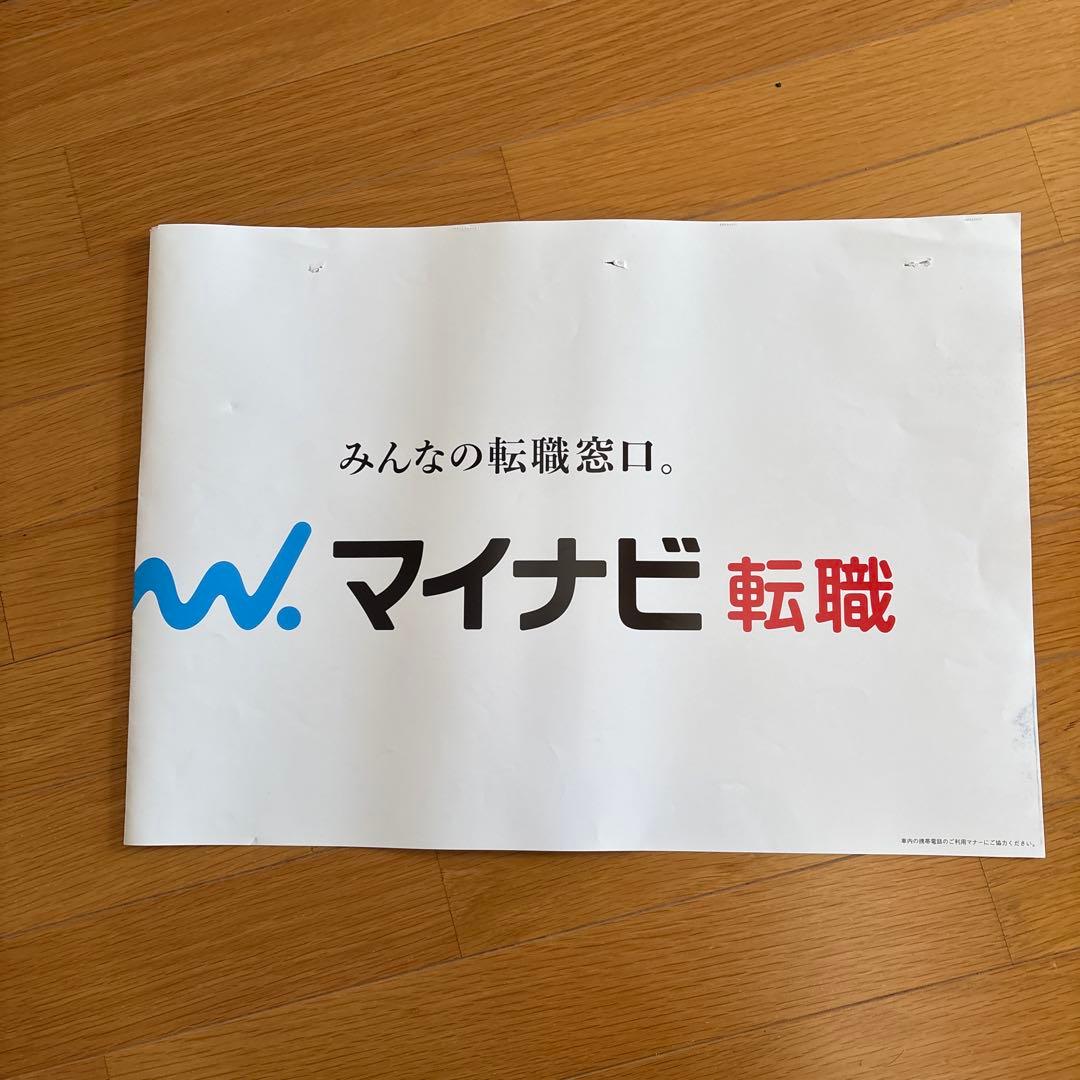 みんなの転職窓口。
マイナビ 転職
車内の携帯電話のご利用マナーにご協力ください。